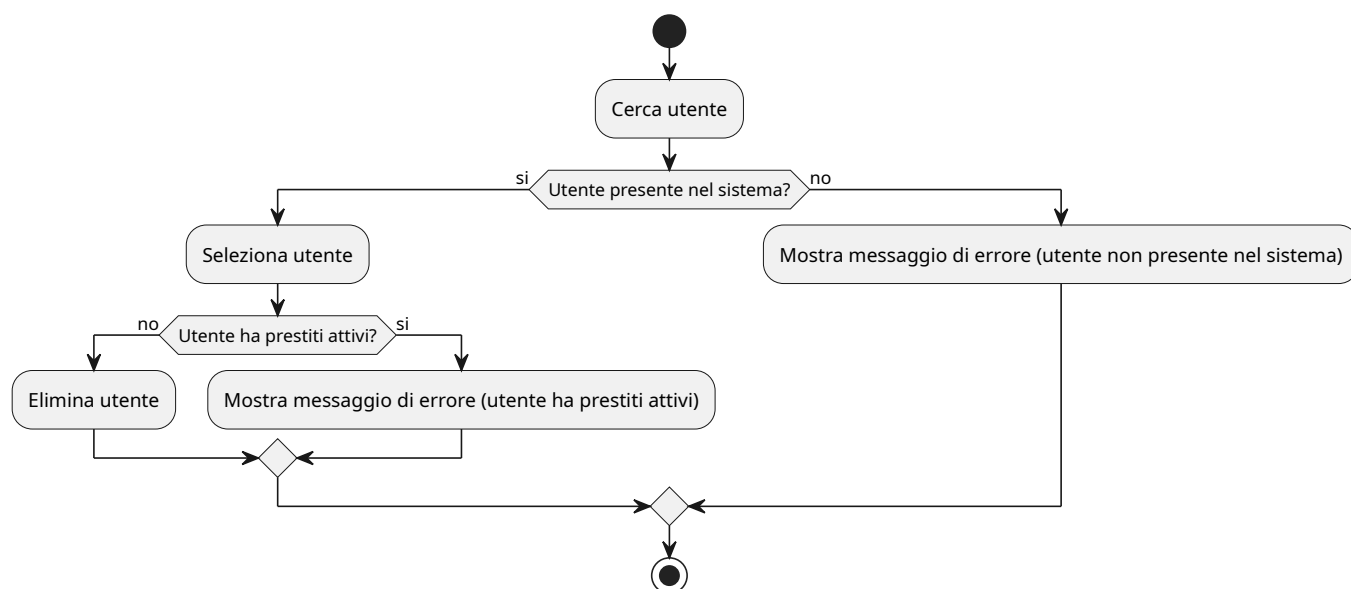 Cerca utente
si
Utente presente nel sistema?
no
Seleziona utente
Mostra messaggio di errore (utente non presente nel sistema)
no
Utente ha prestiti attivi?
si
Elimina utente
Mostra messaggio di errore (utente ha prestiti attivi)